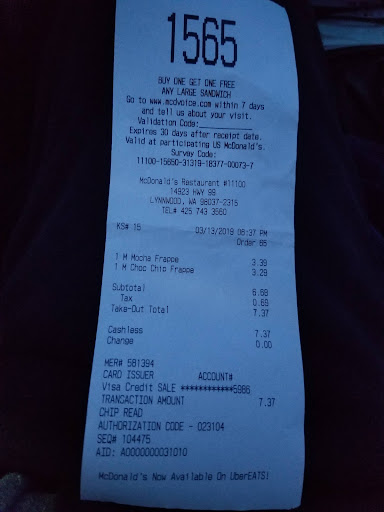 1565
BUY ONE GET ONE FREE
ANY LARGE SANDWICH
Go to www.mcdvoice.com within 7 days
and tell us about your visit.
Validation Code:
Expires 30 days after receipt date.
Valid at participating US McDonald's.
Survey Code:
11100-15650-31319-18377-00073-7
McDonald's Restaurant #11100
14923 HWY 99
LYNNWOOD, WA 98037-2316
TEL# 425 743 3560
KS# 15 03/13/2019 06:37 PM
Order 65
1 M Mocha Frappe 3.39
1 M Choc Chip Frappe 3.29
Subtotal 6.68
Tax 0.69
Take-Out Total 7.37
Cashless 7.37
Change 0.00
MER# 581394
CARD ISSUER ACCOUNT#
Visa Credit SALE ************5986
TRANSACTION AMOUNT 7.37
CHIP READ
AUTHORIZATION CODE - 023104
SEQ# 104475
AID: A0000000031010
McDonald's Now Available On UberEATS!